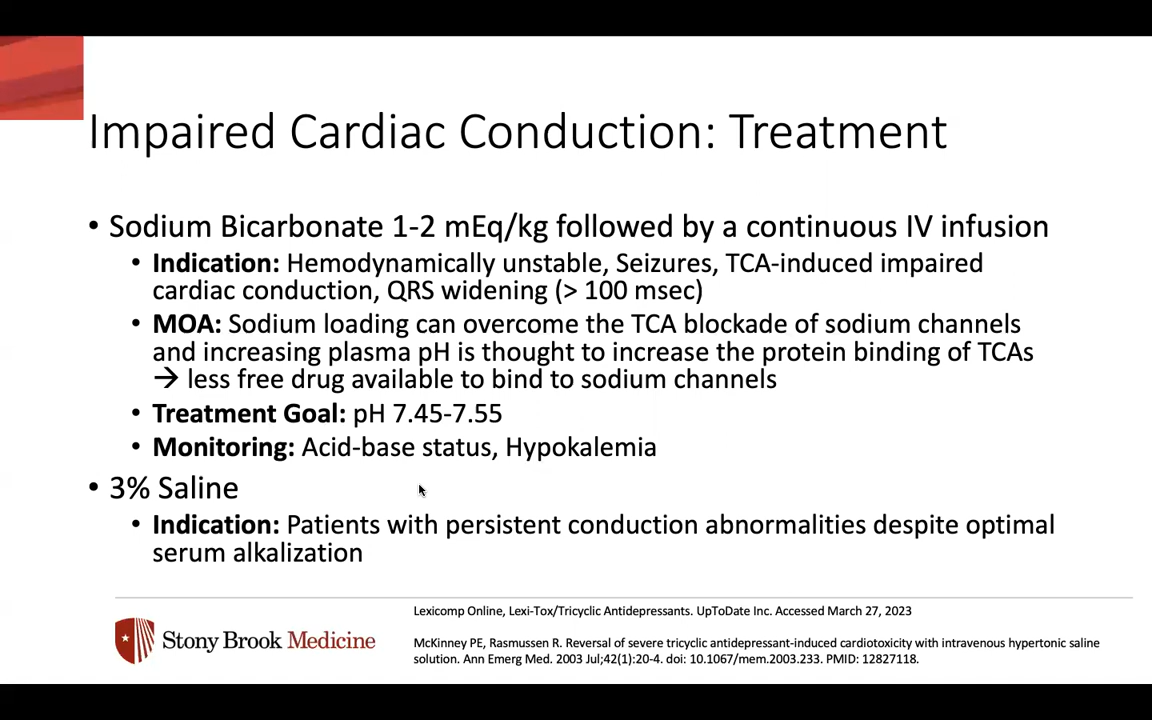 Impaired Cardiac Conduction: Treatment
• Sodium Bicarbonate 1-2 mEq/kg followed by a continuous IV infusion
• Indication: Hemodynamically unstable, Seizures, TCA-induced impaired
cardiac conduction, QRS widening (> 100 msec)
• MOA: Sodium loading can overcome the TCA blockade of sodium channels
and increasing plasma pH is thought to increase the protein binding of TCAs
→ less free drug available to bind to sodium channels
• Treatment Goal: pH 7.45-7.55
• Monitoring: Acid-base status, Hypokalemia
• 3% Saline
• Indication: Patients with persistent conduction abnormalities despite optimal
serum alkalization
Lexicomp Online, Lexi-Tox/Tricyclic Antidepressants. UpToDate Inc. Accessed March 27, 2023
Stony Brook Medicine
McKinney PE, Rasmussen R. Reversal of severe tricyclic antidepressant-induced cardiotoxicity with intravenous hypertonic saline
solution. Ann Emerg Med. 2003 Jul;42(1):20-4. doi: 10.1067/mem.2003.233. PMID: 12827118.